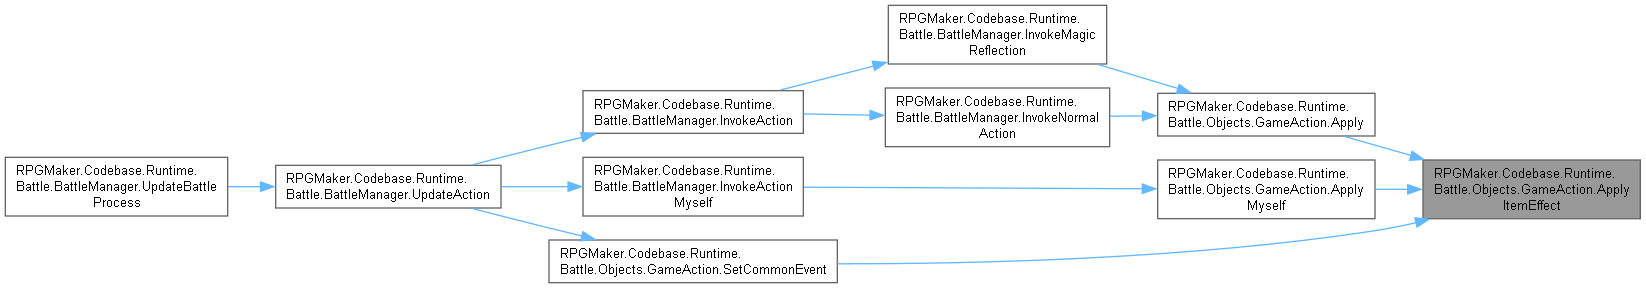 RPGMaker.Codebase.Runtime.
Battle.BattleManager.UpdateBattle
Process
RPGMaker.Codebase.Runtime.
Battle.BattleManager.UpdateAction
RPGMaker.Codebase.Runtime.
Battle.BattleManager.InvokeAction
RPGMaker.Codebase.Runtime.
Battle.BattleManager.InvokeAction
Myself
RPGMaker.Codebase.Runtime.
Battle.Objects.GameAction.SetCommonEvent
RPGMaker.Codebase.Runtime.
Battle.BattleManager.InvokeMagic
Reflection
RPGMaker.Codebase.Runtime.
Battle.BattleManager.InvokeNormal
Action
RPGMaker.Codebase.Runtime.
Battle.Objects.GameAction.Apply
RPGMaker.Codebase.Runtime.
Battle.Objects.GameAction.Apply
Myself
RPGMaker.Codebase.Runtime.
Battle.Objects.GameAction.Apply
ItemEffect